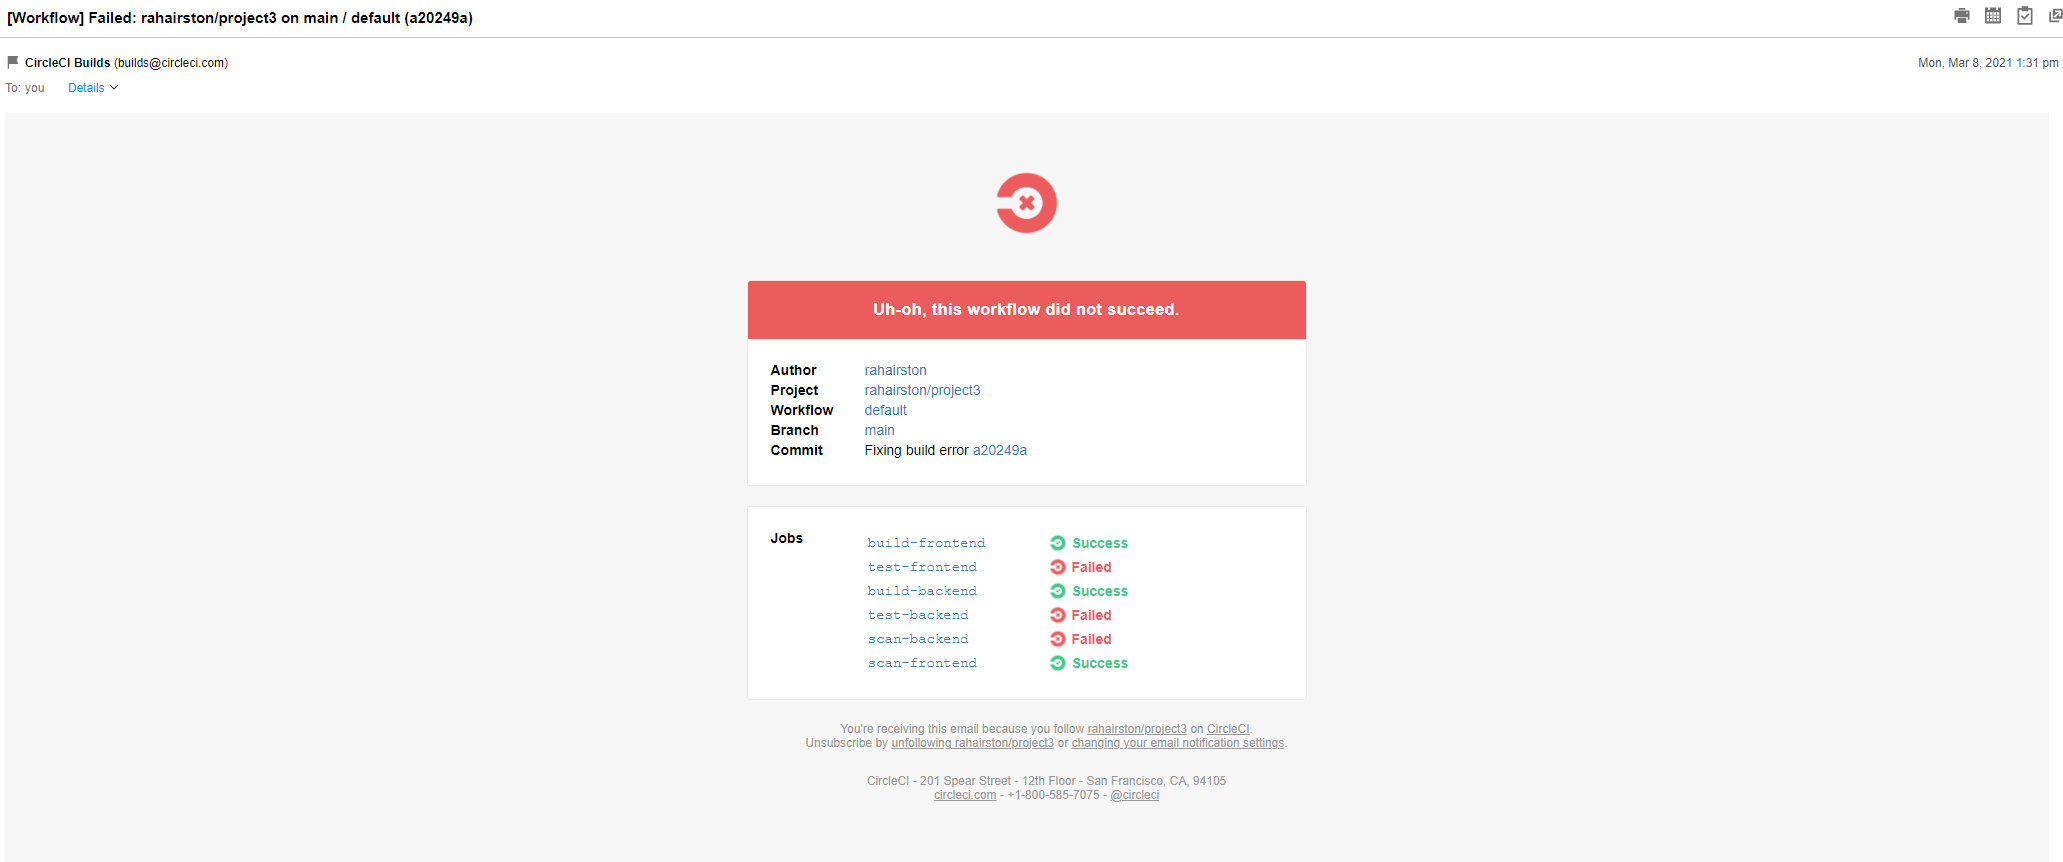 [Workflow] Failed: rahairston/project3 on main / default (a20249a)
CircleCI Builds (builds@circleci.com)
Mon, Mar 8, 2021 1:31 pm
To: you Details
Uh-oh, this workflow did not succeed.
Author rahairston
Project rahairston/project3
Workflow default
Branch main
Commit Fixing build error a20249a
Jobs
build-frontend Success
test-frontend Failed
build-backend Success
test-backend Failed
scan-backend Failed
scan-frontend Success
You're receiving this email because you follow rahairston/project3 on CircleCI.
Unsubscribe by unfollowing rahairston/project3 or changing your email notification settings.
CircleCI - 201 Spear Street - 12th Floor - San Francisco, CA, 94105
circleci.com - +1-800-585-7075 - @circleci